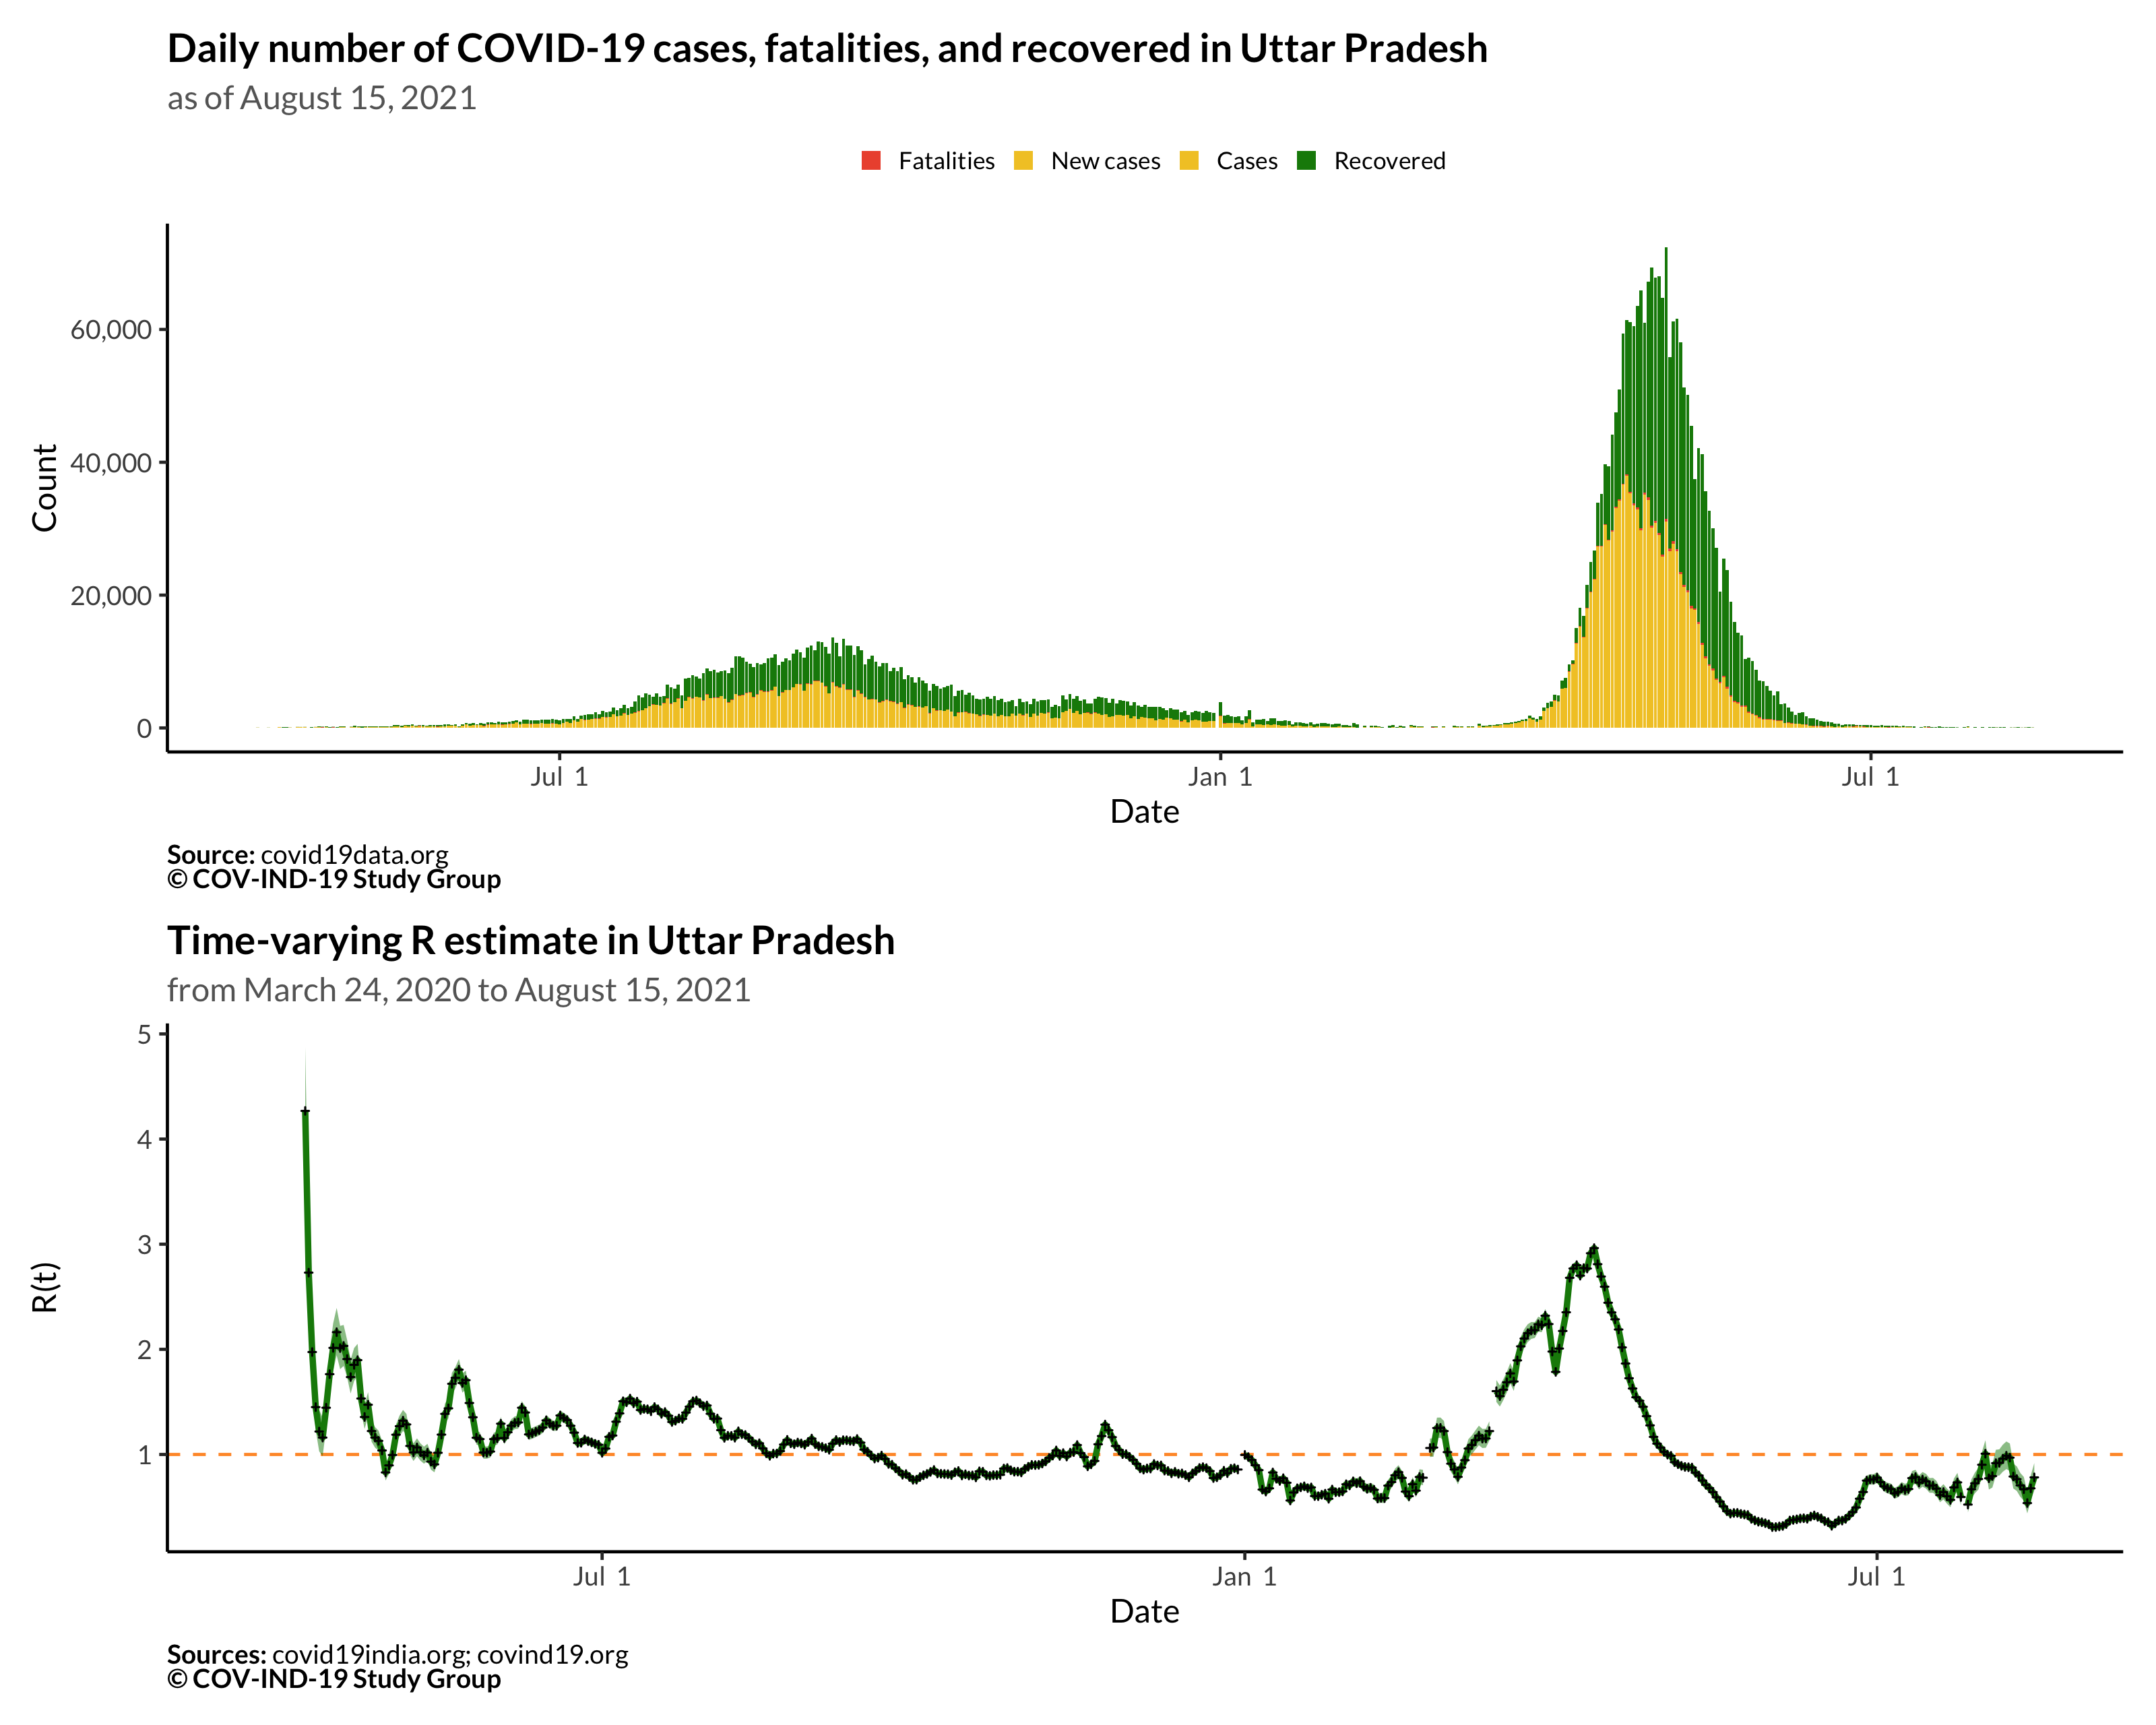 Daily number of COVID-19 cases, fatalities, and recovered in Uttar Pradesh
as of August 15, 2021
Fatalities New cases Cases Recovered
60,000
40,000
20,000
0
Count
Jul 1 Jan 1 Jul 1
Date
Source: covid19data.org
© COV-IND-19 Study Group
Time-varying R estimate in Uttar Pradesh
from March 24, 2020 to August 15, 2021
5
4
3
2
1
R(t)
Jul 1 Jan 1 Jul 1
Date
Sources: covid19india.org; covind19.org
© COV-IND-19 Study Group